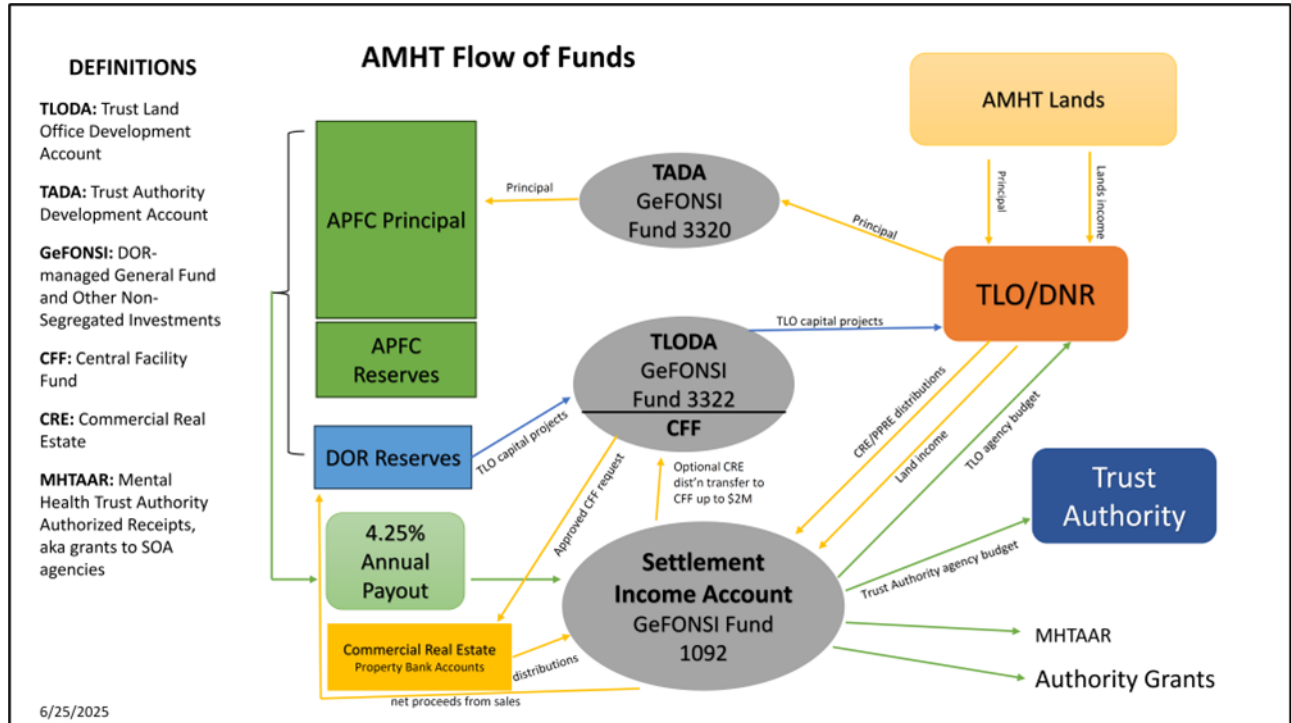 AMHT Flow of Funds
DEFINITIONS
TLODA: Trust Land
Office Development
Account
TADA: Trust Authority
Development Account
GeFONSI: DOR-
managed General Fund
and Other Non-
Segregated Investments
CFF: Central Facility
Fund
CRE: Commercial Real
Estate
MHTAAR: Mental
Health Trust Authority
Authorized Receipts,
aka grants to SOA
agencies
6/25/2025
APFC Principal
APFC
Reserves
DOR Reserves
4.25%
Annual
Payout
Commercial Real Estate
Property Bank Accounts
Principal
TADA
GeFONSI
Fund 3320
Principal
TLODA
GeFONSI
Fund 3322
CFF
TLO capital projects
TLO capital projects
Approved CFF request
Optional CRE
dist'n transfer to
CFF up to $2M
Settlement
Income Account
GeFONSI Fund
1092
distributions
net proceeds from sales
AMHT Lands
Principal
Lands income
TLO/DNR
CRE/PPRE distributions
Land income
TLO agency budget
Trust
Authority
Trust Authority agency budget
MHTAAR
Authority Grants